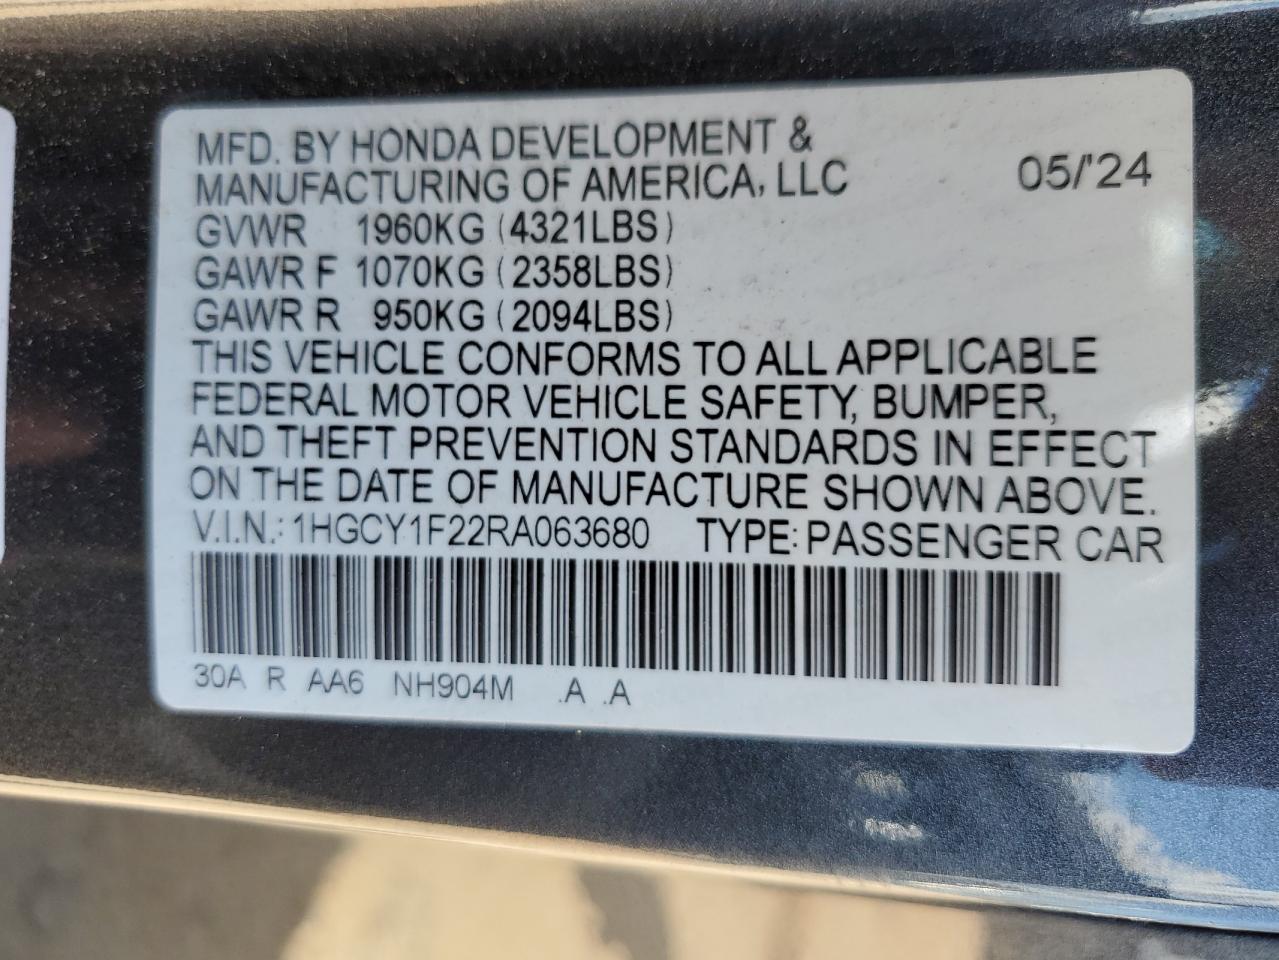 MFD. BY HONDA DEVELOPMENT &
MANUFACTURING OF AMERICA, LLC 05/'24
GVWR 1960KG (4321LBS)
GAWR F 1070KG (2358LBS)
GAWR R 950KG (2094LBS)
THIS VEHICLE CONFORMS TO ALL APPLICABLE
FEDERAL MOTOR VEHICLE SAFETY, BUMPER,
AND THEFT PREVENTION STANDARDS IN EFFECT
ON THE DATE OF MANUFACTURE SHOWN ABOVE.
V.I.N.: 1HGCY1F22RA063680 TYPE: PASSENGER CAR
30A R AA6 NH904M .A .A